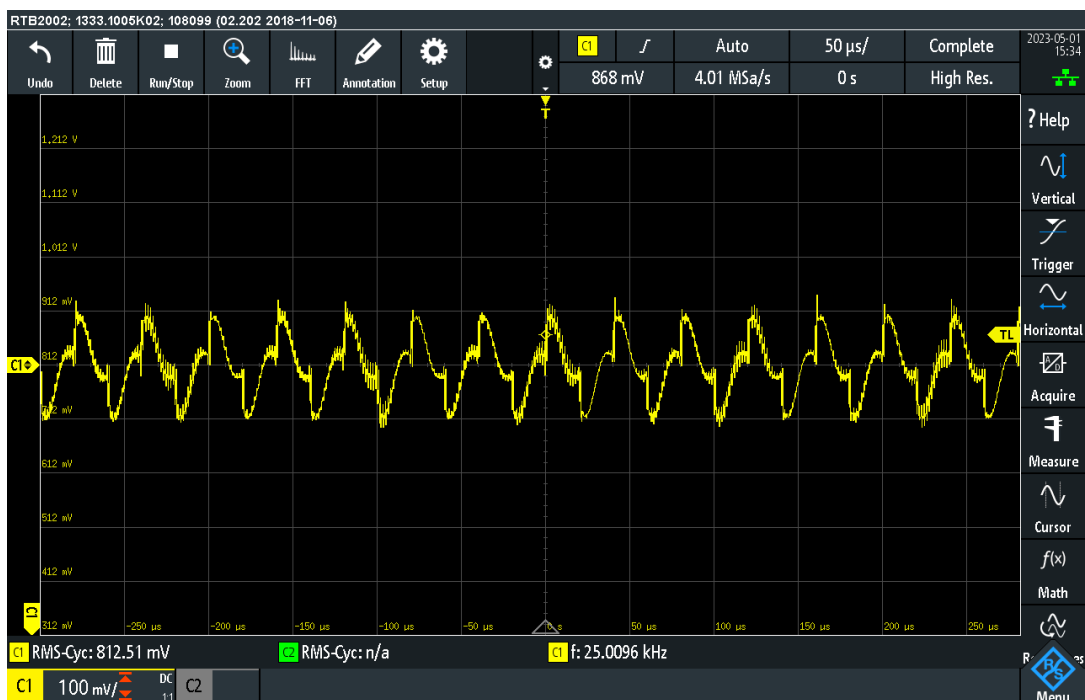 RTB2002; 1333.1005K02; 108099 (02.202 2018-11-06)
Undo
Delete
Run/Stop
Zoom
FFT
Annotation
Setup
C1
Auto
50 µs/
Complete
868 mV
4.01 MSa/s
0 s
High Res.
2023-05-01
15:34
T
1.212 V
1.112 V
1.012 V
912 mV
812
612 mV
512 mV
412 mV
312 mV
C1
TL
C1
-250 µs
-200 µs
-150 µs
-100 µs
-50 µs
0 s
50 µs
100 µs
150 µs
200 µs
250 µs
? Help
Vertical
Trigger
Horizontal
A
D
Acquire
Measure
Cursor
f(x)
Math
R&S
Menu
C1 RMS-Cyc: 812.51 mV
C2 RMS-Cyc: n/a
C1 f: 25.0096 kHz
C1
100 mV/
DC
1:1
C2